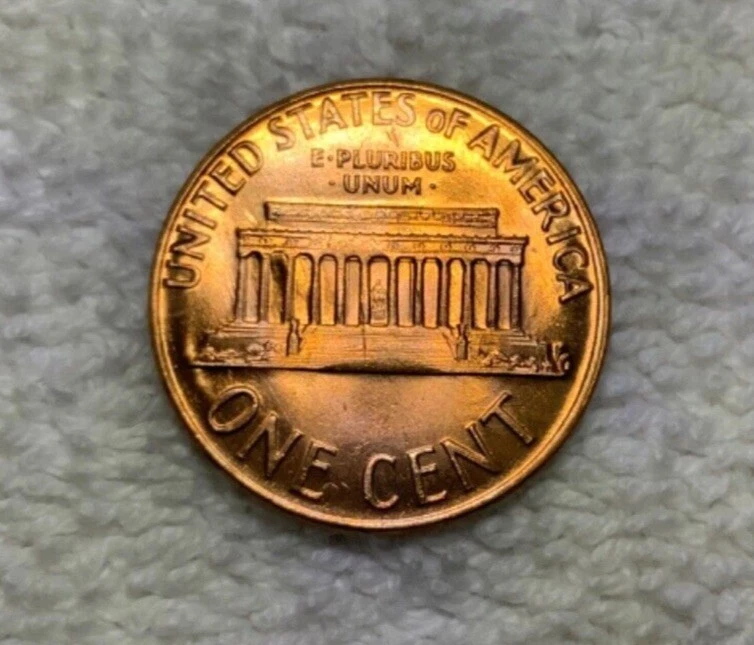 UNITED STATES OF AMERICA
E·PLURIBUS
·UNUM·
ONE CENT